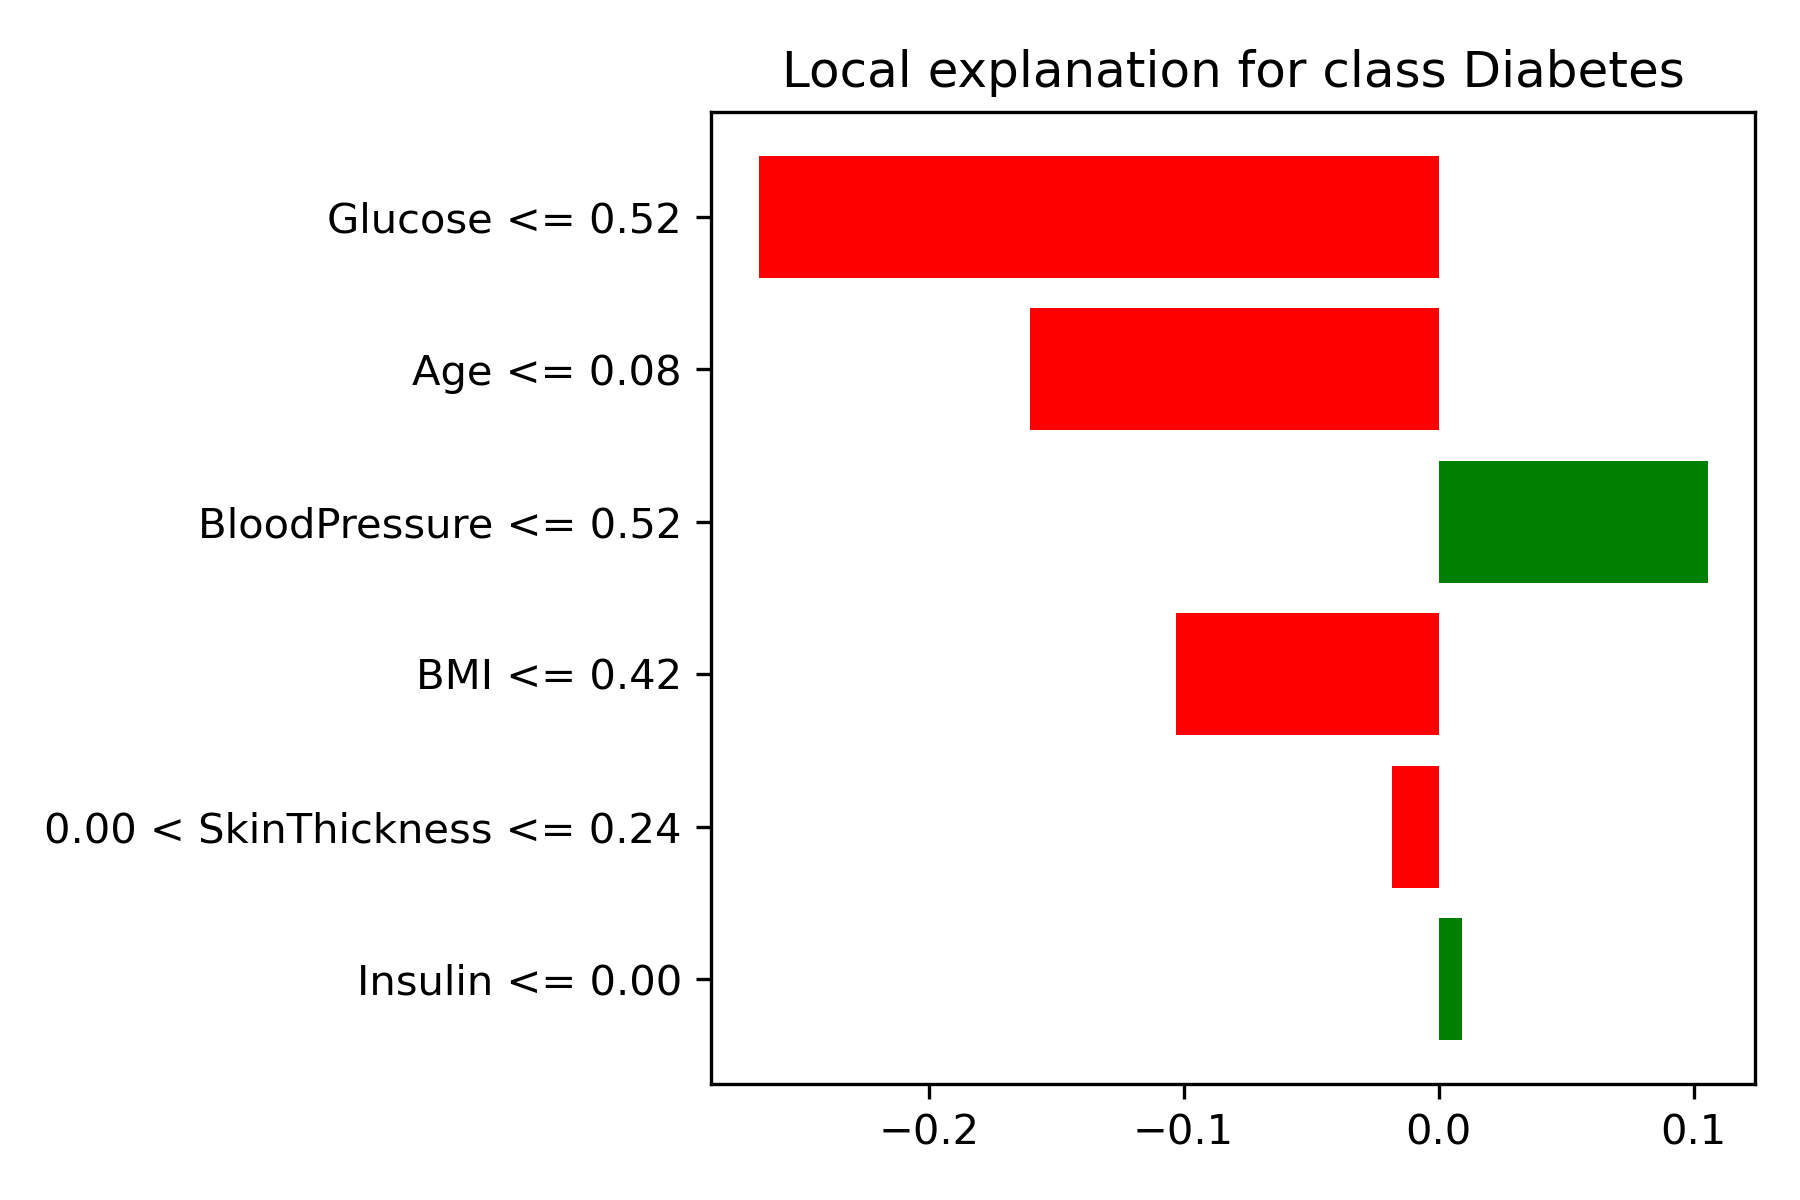 Local explanation for class Diabetes
Glucose <= 0.52
Age <= 0.08
BloodPressure <= 0.52
BMI <= 0.42
0.00 < SkinThickness <= 0.24
Insulin <= 0.00
−0.2 −0.1 0.0 0.1